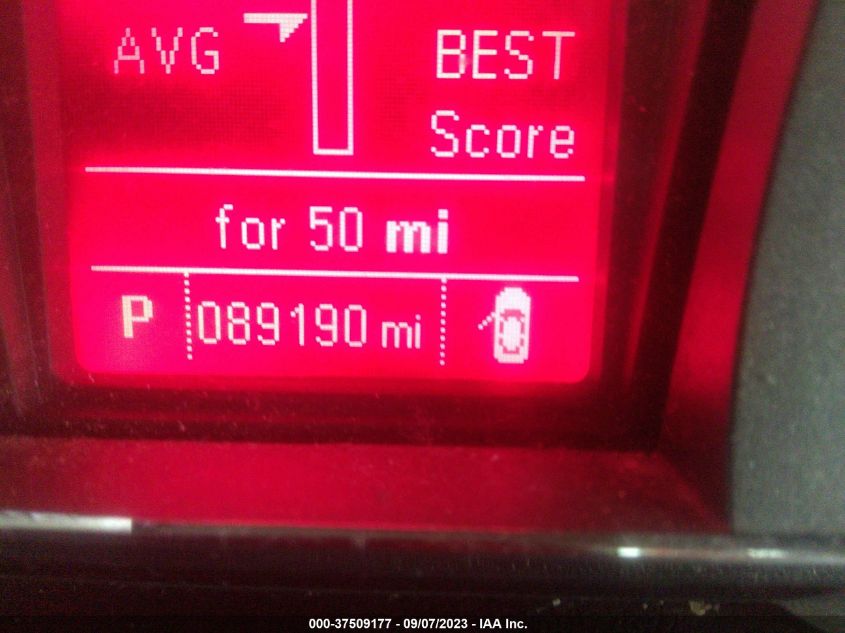 AVG
BEST
Score
for 50 mi
P 089190 mi
000-37509177 - 09/07/2023 - IAA Inc.